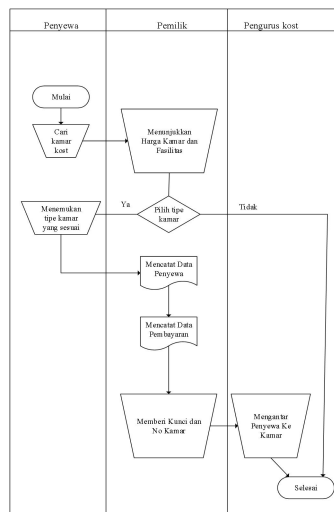 Penyewa
Pemilik
Pengurus kost
Mulai
Cari
kamar
kost
Menunjukkan
Harga Kamar dan
Fasilitas
Menemukan
tipe kamar
yang sesuai
Ya
Pilih tipe
kamar
Tidak
Mencatat Data
Penyewa
Mencatat Data
Pembayaran
Memberi Kunci dan
No Kamar
Mengantar
Penyewa Ke
Kamar
Selesai